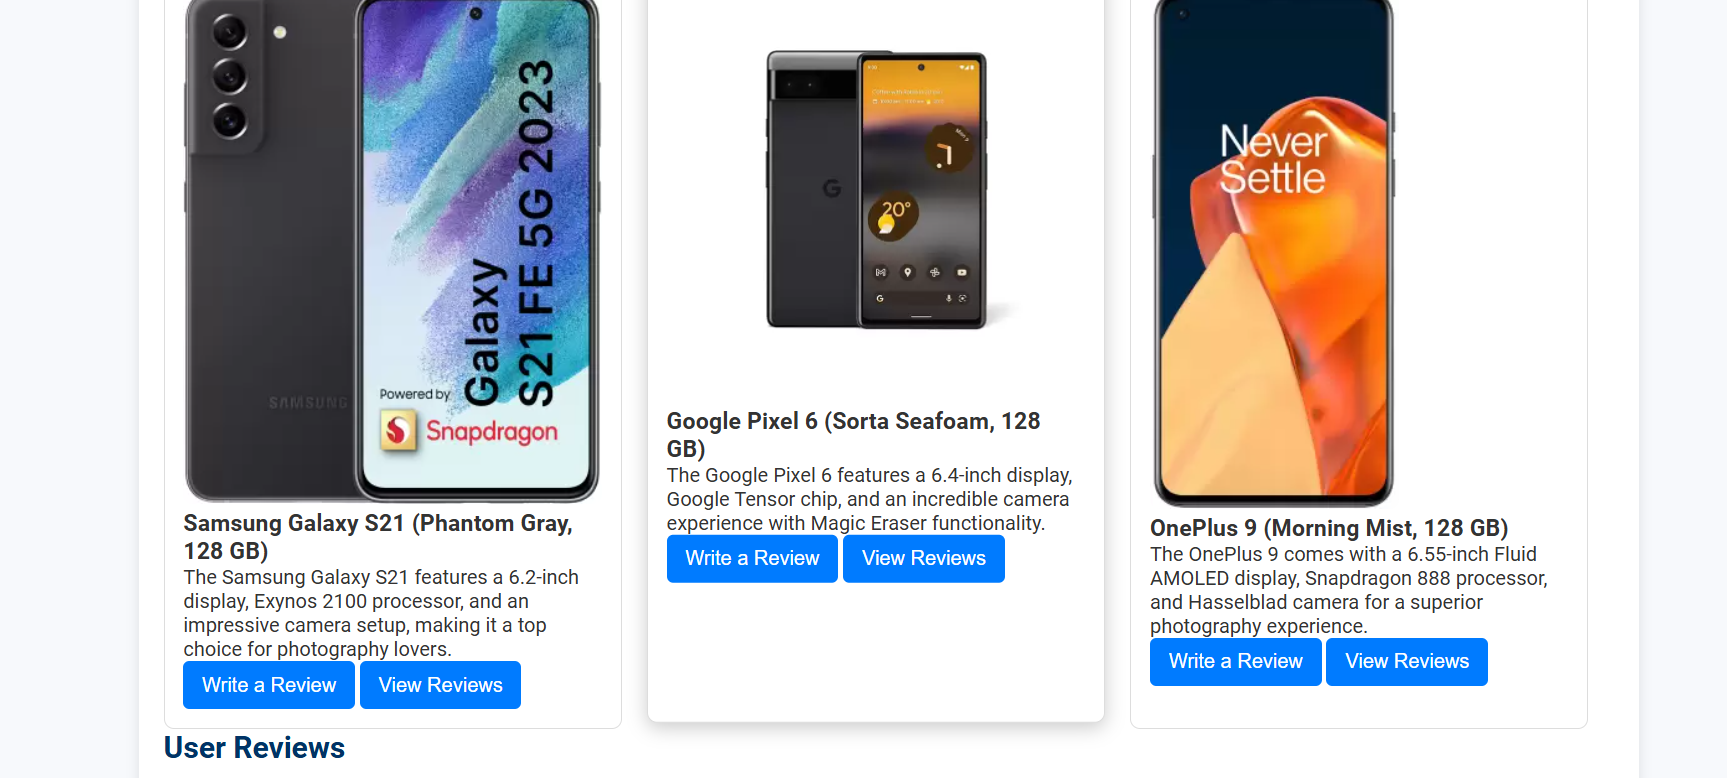 Galaxy
S21 FE 5G 2023
SAMSUNG
Powered by
Snapdragon
Samsung Galaxy S21 (Phantom Gray,
128 GB)
The Samsung Galaxy S21 features a 6.2-inch
display, Exynos 2100 processor, and an
impressive camera setup, making it a top
choice for photography lovers.
Write a Review
View Reviews
G
20°
G
Google Pixel 6 (Sorta Seafoam, 128
GB)
The Google Pixel 6 features a 6.4-inch display,
Google Tensor chip, and an incredible camera
experience with Magic Eraser functionality.
Write a Review
View Reviews
Never
Settle
OnePlus 9 (Morning Mist, 128 GB)
The OnePlus 9 comes with a 6.55-inch Fluid
AMOLED display, Snapdragon 888 processor,
and Hasselblad camera for a superior
photography experience.
Write a Review
View Reviews
User Reviews